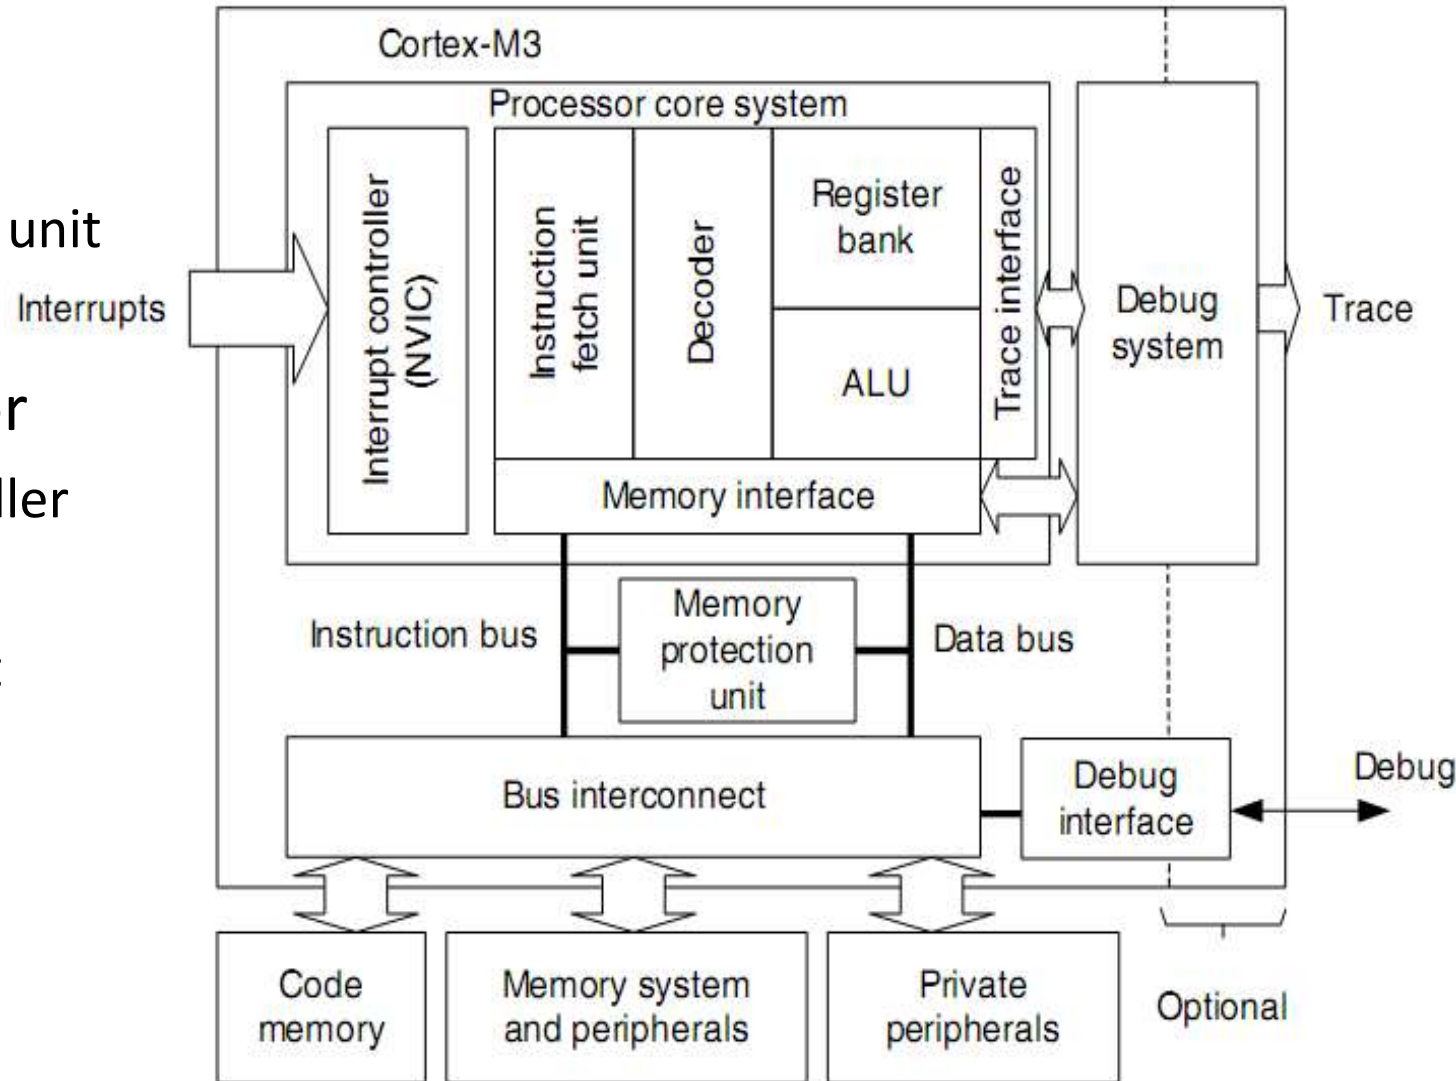 Cortex-M3
Processor core system
unit
Interrupts
ller
Interrupt controller
(NVIC)
Instruction
fetch unit
Decoder
Register
bank
ALU
Trace interface
Debug
system
Trace
Memory interface
Instruction bus
Memory
protection
unit
Data bus
Bus interconnect
Debug
interface
Debug
Code
memory
Memory system
and peripherals
Private
peripherals
Optional